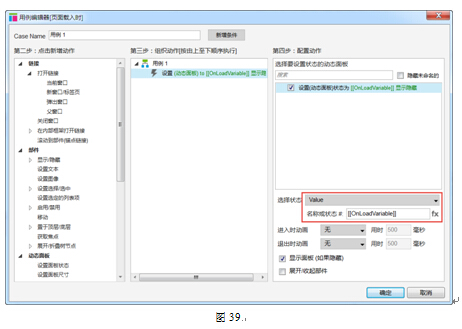 用例编辑器[页面载入时]
Case Name 用例 1 新增条件
第二步：点击新增动作
链接
打开链接
当前窗口
新窗口/标签页
弹出窗口
父窗口
关闭窗口
在内部框架打开链接
滚动到部件(锚点链接)
部件
显示/隐藏
设置文本
设置图像
设置选择/选中
设置选定的列表项
启用/禁用
移动
置于顶层/底层
获取焦点
展开/折叠树节点
动态面板
设置面板状态
设置面板尺寸
第三步：组织动作[按由上至下顺序执行]
用例 1
设置 (动态面板) to [[OnLoadVariable]] 显示隐
第四步：配置动作
选择要设置状态的动态面板
搜索 隐藏未命名的
设置(动态面板)状态为 [[OnLoadVariable]] 显示隐藏
选择状态 Value
名称或状态 # [[OnLoadVariable]] fx
进入时动画 无 用时 500 毫秒
退出时动画 无 用时 500 毫秒
显示面板 (如果隐藏)
展开/收起部件
确定 取消
图 39.